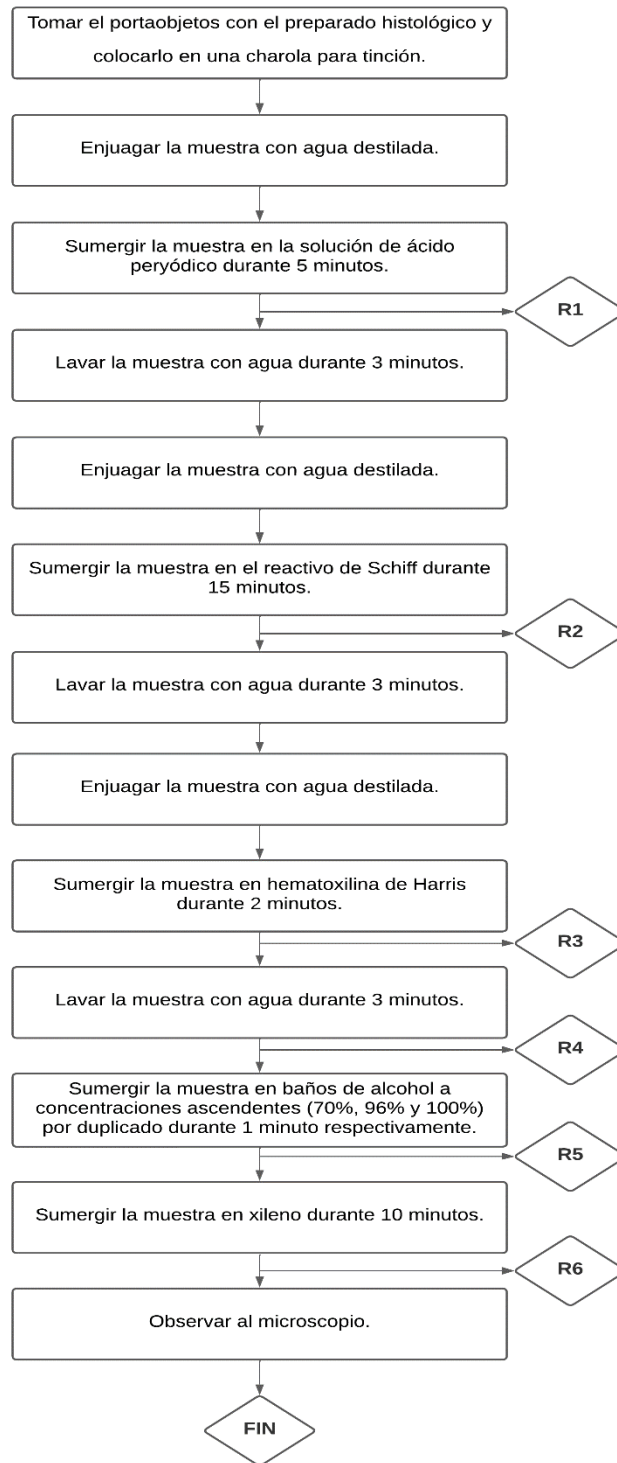 Tomar el portaobjetos con el preparado histológico y
colocarlo en una charola para tinción.
Enjuagar la muestra con agua destilada.
Sumergir la muestra en la solución de ácido
peryódico durante 5 minutos.
R1
Lavar la muestra con agua durante 3 minutos.
Enjuagar la muestra con agua destilada.
Sumergir la muestra en el reactivo de Schiff durante
15 minutos.
R2
Lavar la muestra con agua durante 3 minutos.
Enjuagar la muestra con agua destilada.
Sumergir la muestra en hematoxilina de Harris
durante 2 minutos.
R3
Lavar la muestra con agua durante 3 minutos.
R4
Sumergir la muestra en baños de alcohol a
concentraciones ascendentes (70%, 96% y 100%)
por duplicado durante 1 minuto respectivamente.
R5
Sumergir la muestra en xileno durante 10 minutos.
R6
Observar al microscopio.
FIN